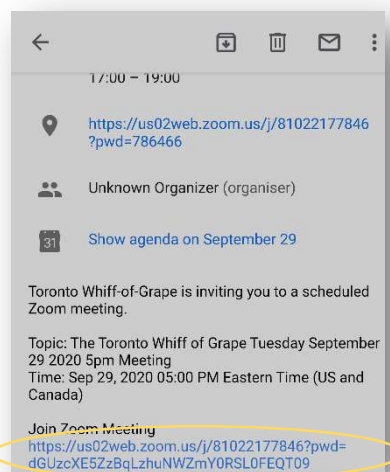 17:00 – 19:00
https://us02web.zoom.us/j/81022177846
?pwd=786466
Unknown Organizer (organiser)
31
Show agenda on September 29
Toronto Whiff-of-Grape is inviting you to a scheduled
Zoom meeting.
Topic: The Toronto Whiff of Grape Tuesday September
29 2020 5pm Meeting
Time: Sep 29, 2020 05:00 PM Eastern Time (US and
Canada)
Join Zoom Meeting
https://us02web.zoom.us/j/81022177846?pwd=
dGUzcXE5ZzBqLzhuNWZmY0RSL0FEQT09